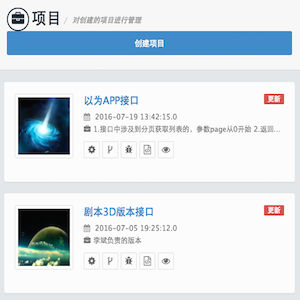 项目 / 对创建的项目进行管理
创建项目
以为APP接口 更新
2016-07-19 13:42:15.0
1.接口中涉及到分页获取列表的，参数page从0开始 2.返回...
剧本3D版本接口 更新
2016-07-05 19:25:12.0
李斌负责的版本